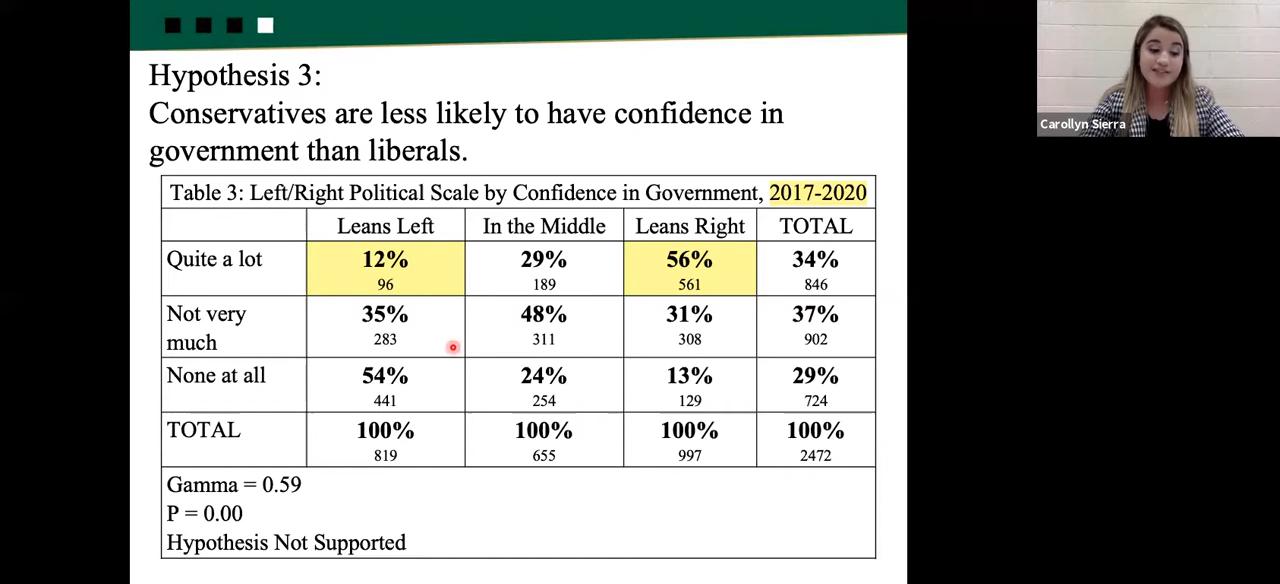 Hypothesis 3:
Conservatives are less likely to have confidence in
government than liberals.
Table 3: Left/Right Political Scale by Confidence in Government, 2017-2020
Leans Left In the Middle Leans Right TOTAL
Quite a lot 12% 29% 56% 34%
96 189 561 846
Not very 35% 48% 31% 37%
much 283 311 308 902
None at all 54% 24% 13% 29%
441 254 129 724
TOTAL 100% 100% 100% 100%
819 655 997 2472
Gamma = 0.59
P = 0.00
Hypothesis Not Supported
Carollyn Sierra